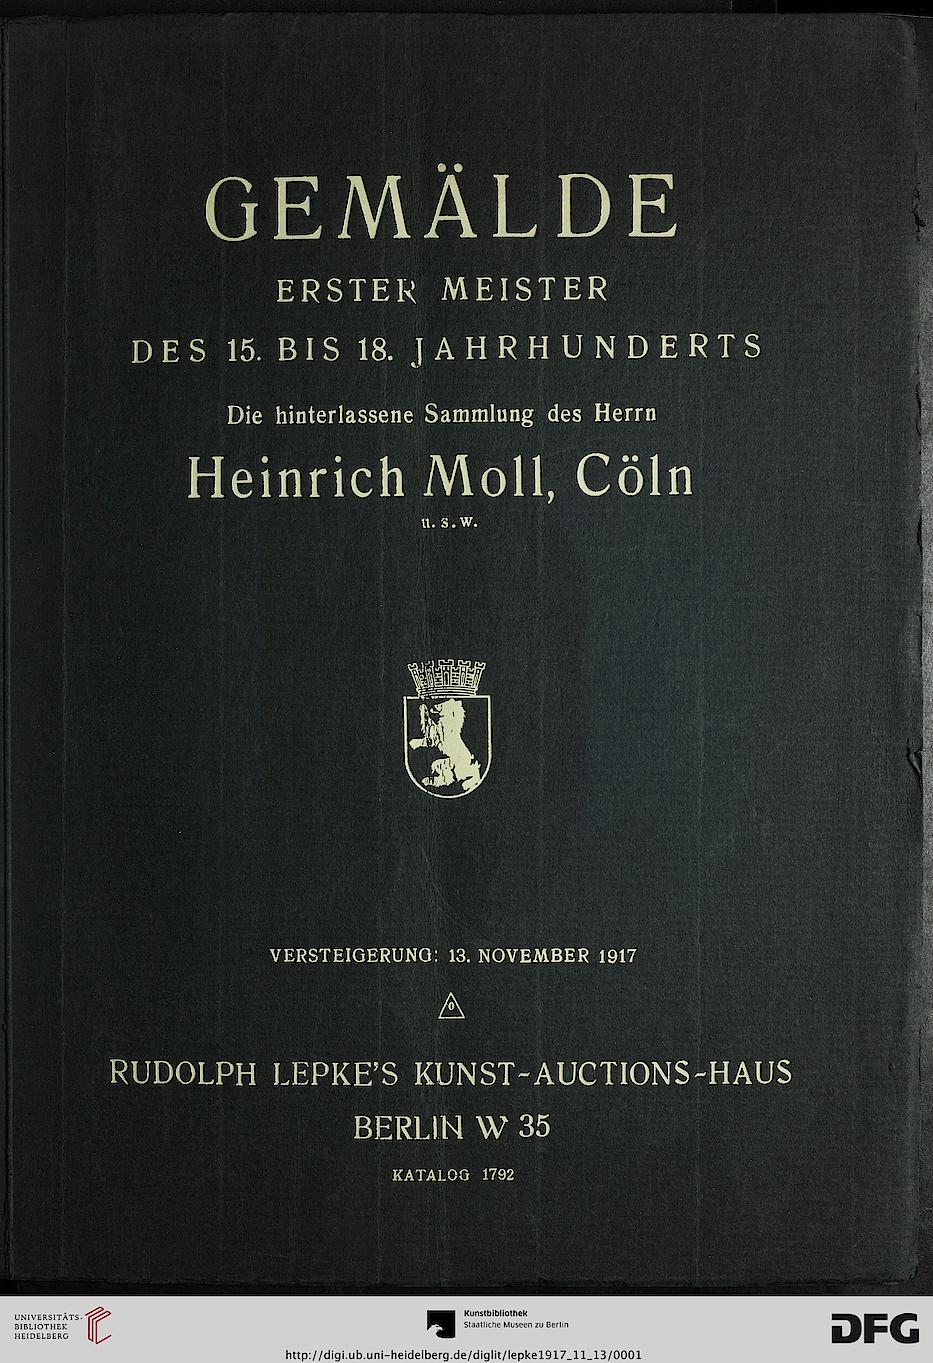 GEMÄLDE
ERSTER MEISTER
DES 15. BIS 18. JAHRHUNDERTS
Die hinterlassene Sammlung des Herrn
Heinrich Moll, Cöln
u. s. w.
VERSTEIGERUNG: 13. NOVEMBER 1917
0
RUDOLPH LEPKE'S KUNST-AUCTIONS-HAUS
BERLIN W 35
KATALOG 1792
UNIVERSITÄTS-
BIBLIOTHEK
HEIDELBERG
Kunstbibliothek
Staatliche Museen zu Berlin
DFG
http://digi.ub.uni-heidelberg.de/diglit/lepke1917_11_13/0001